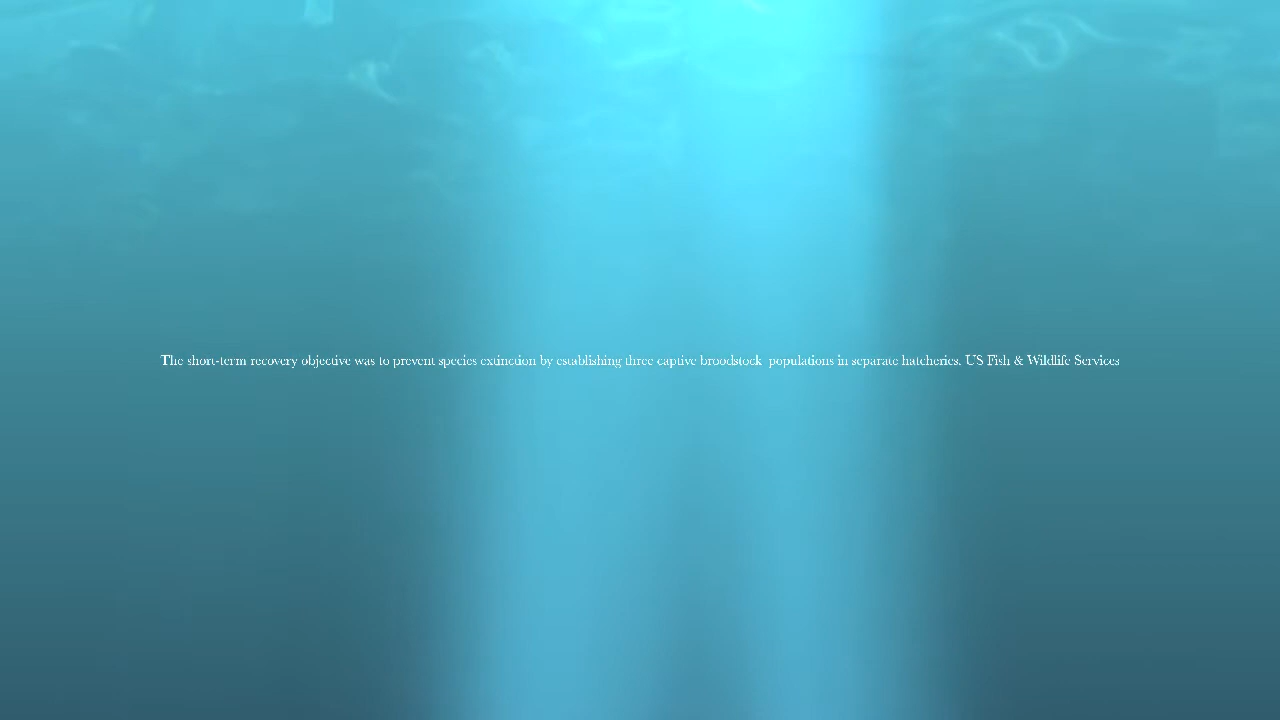 The short-term recovery objective was to prevent species extinction by establishing three captive broodstock  populations in separate hatcheries. US Fish & Wildlife Services